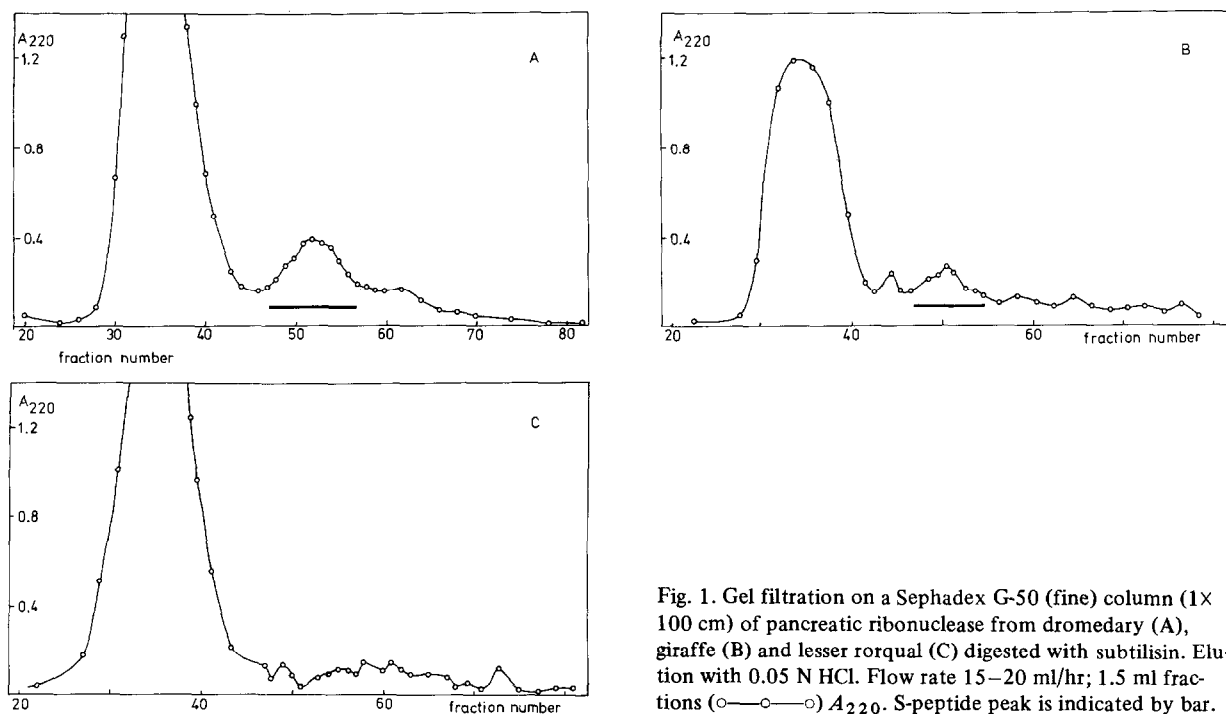 A220
A
1.2
0.8
0.4
20
30
40
50
60
70
80
fraction number
A220
B
1.2
0.8
0.4
20
40
60
fraction number
A220
C
1.2
0.8
0.4
20
40
60
fraction number
Fig. 1. Gel filtration on a Sephadex G-50 (fine) column (1×
100 cm) of pancreatic ribonuclease from dromedary (A),
giraffe (B) and lesser rorqual (C) digested with subtilisin. Elu-
tion with 0.05 N HCl. Flow rate 15–20 ml/hr; 1.5 ml frac-
tions (○—○—○) A220. S-peptide peak is indicated by bar.